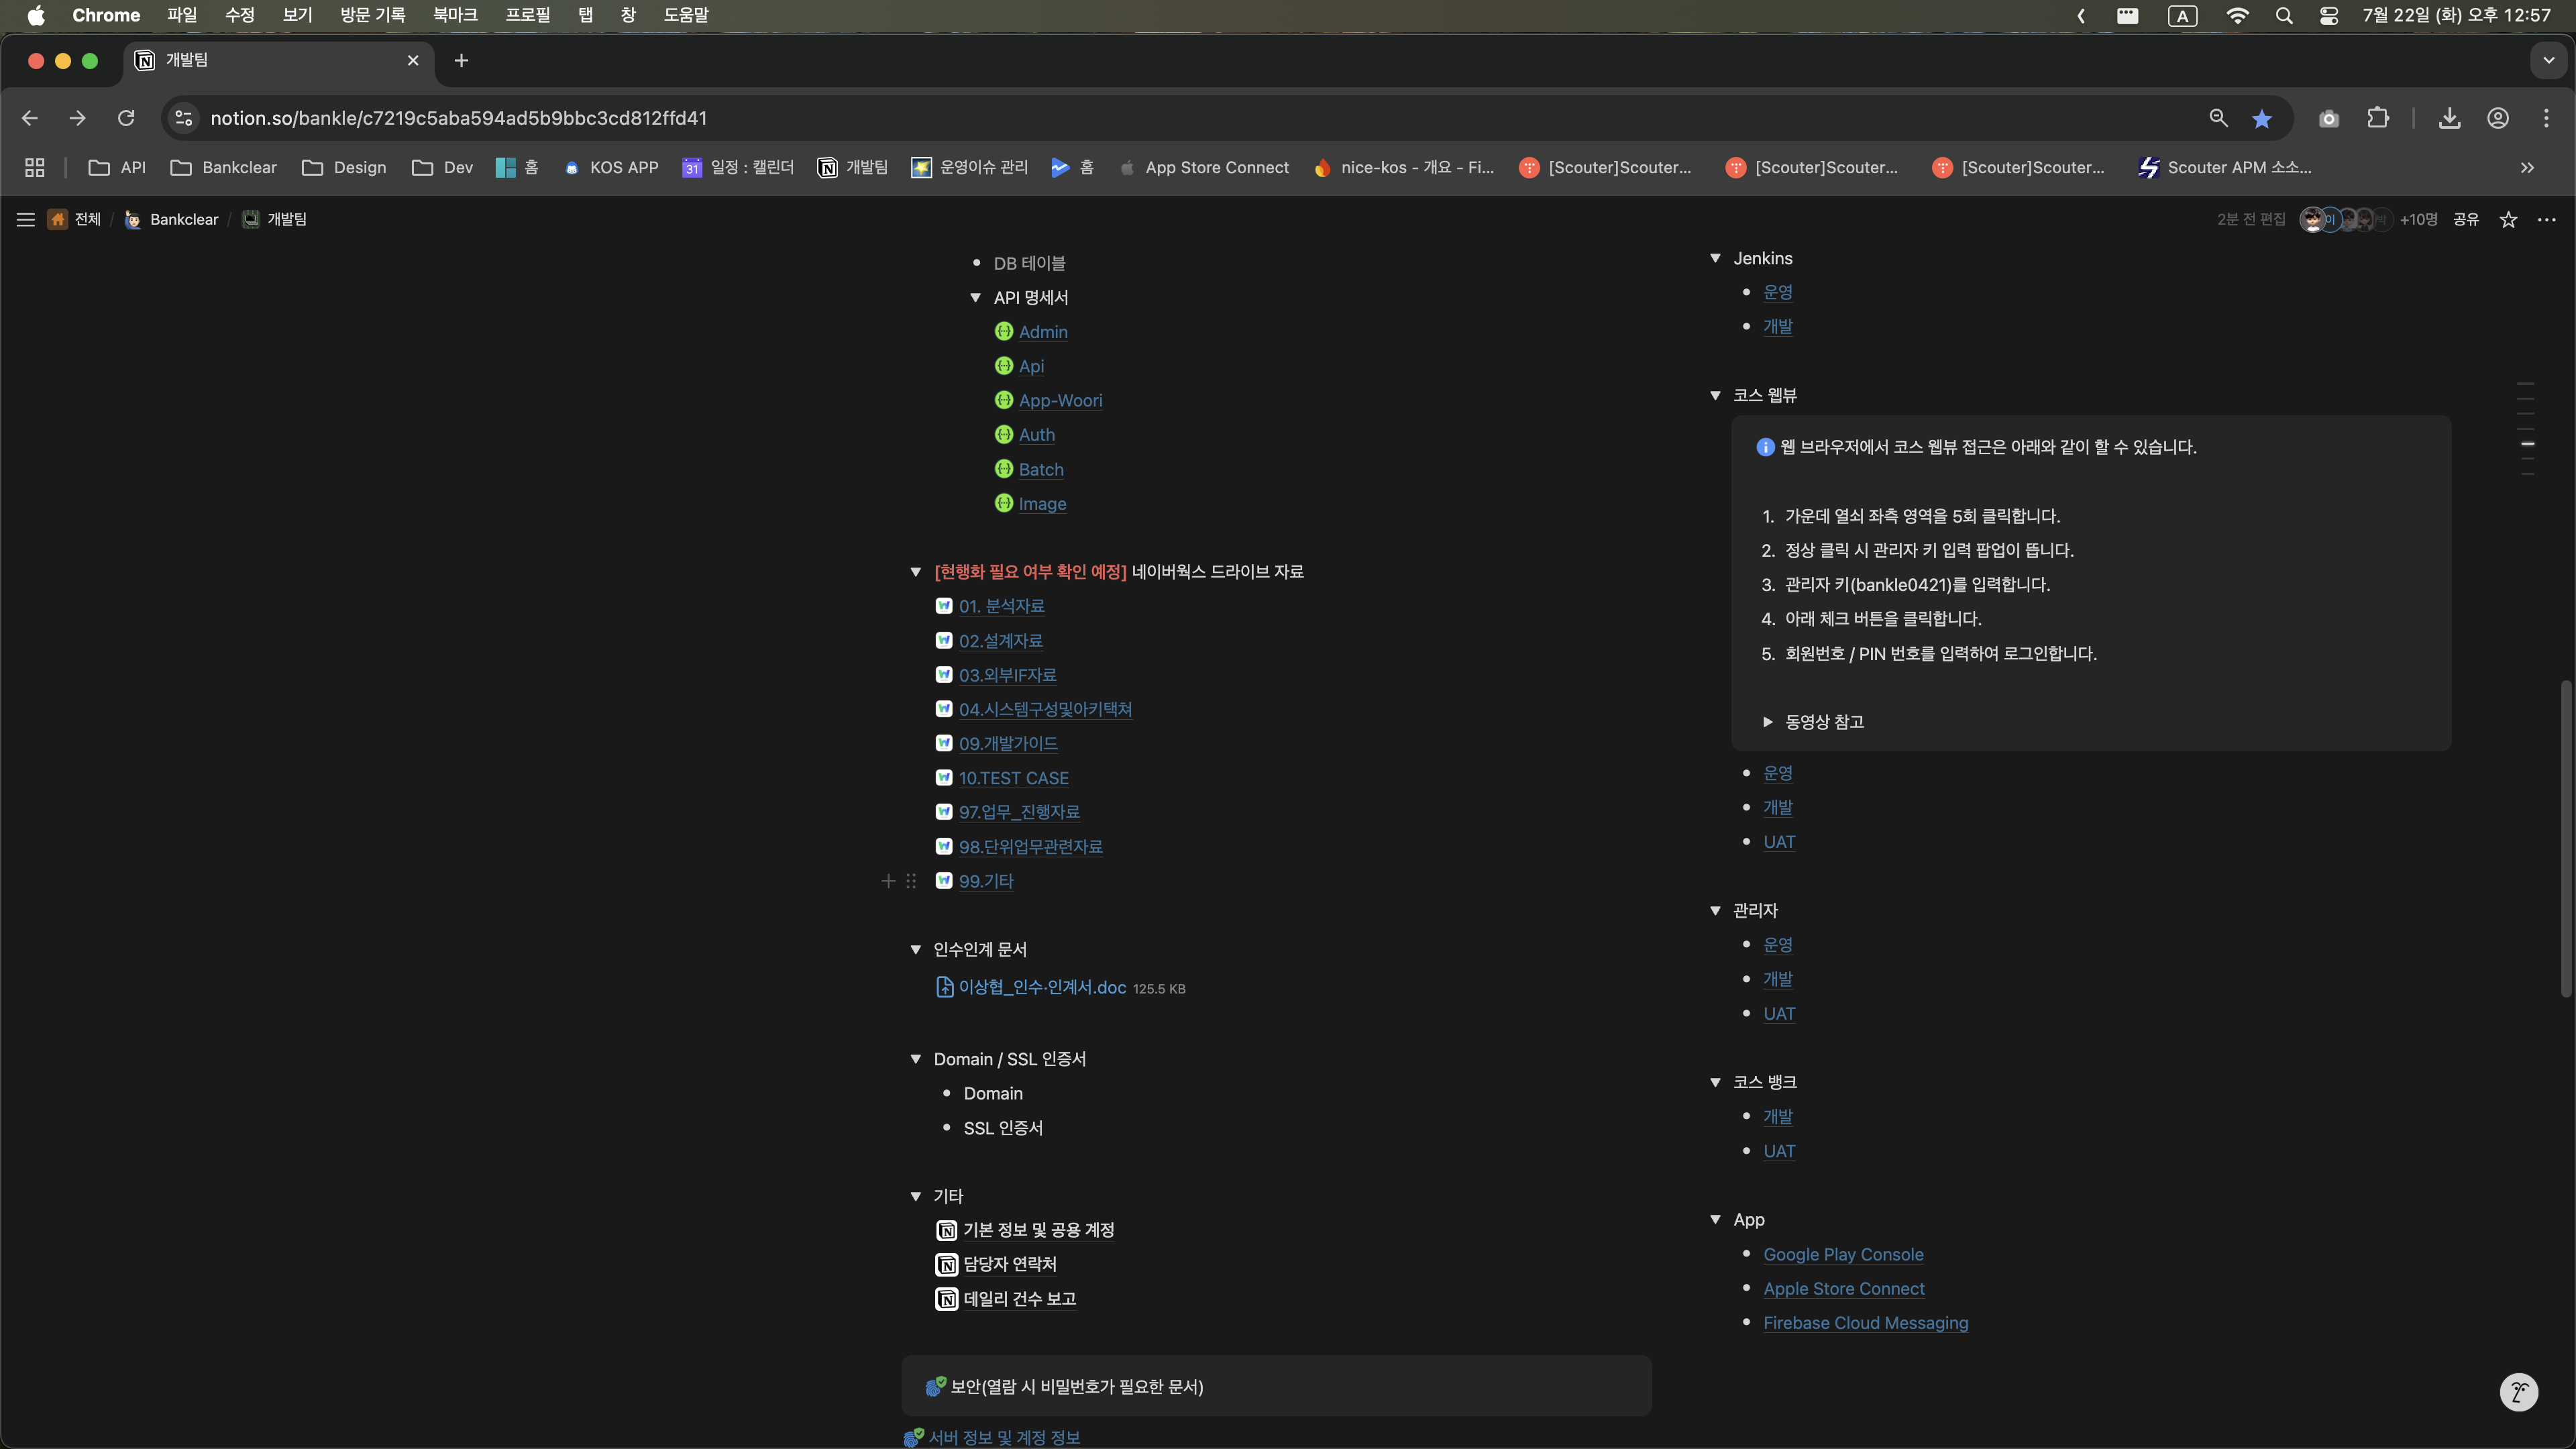 Chrome 파일 수정 보기 방문 기록 북마크 프로필 탭 창 도움말 A 7월 22일 (화) 오후 12:57
개발팀
notion.so/bankle/c7219c5aba594ad5b9bbc3cd812ffd41
API Bankclear Design Dev 홈 KOS APP 31 일정 : 캘린더 개발팀 운영이슈 관리 홈 App Store Connect nice-kos - 개요 - Fi... [Scouter]Scouter... [Scouter]Scouter... [Scouter]Scouter... Scouter APM 소소...
전체 / Bankclear / 개발팀 2분 전 편집 이 박 +10명 공유
DB 테이블
API 명세서
Admin
Api
App-Woori
Auth
Batch
Image
[현행화 필요 여부 확인 예정] 네이버웍스 드라이브 자료
01. 분석자료
02.설계자료
03.외부IF자료
04.시스템구성및아키택쳐
09.개발가이드
10.TEST CASE
97.업무_진행자료
98.단위업무관련자료
99.기타
인수인계 문서
이상협_인수·인계서.doc 125.5 KB
Domain / SSL 인증서
Domain
SSL 인증서
기타
기본 정보 및 공용 계정
담당자 연락처
데일리 건수 보고
보안(열람 시 비밀번호가 필요한 문서)
서버 정보 및 계정 정보
Jenkins
운영
개발
코스 웹뷰
웹 브라우저에서 코스 웹뷰 접근은 아래와 같이 할 수 있습니다.
1. 가운데 열쇠 좌측 영역을 5회 클릭합니다.
2. 정상 클릭 시 관리자 키 입력 팝업이 뜹니다.
3. 관리자 키(bankle0421)를 입력합니다.
4. 아래 체크 버튼을 클릭합니다.
5. 회원번호 / PIN 번호를 입력하여 로그인합니다.
동영상 참고
운영
개발
UAT
관리자
운영
개발
UAT
코스 뱅크
개발
UAT
App
Google Play Console
Apple Store Connect
Firebase Cloud Messaging